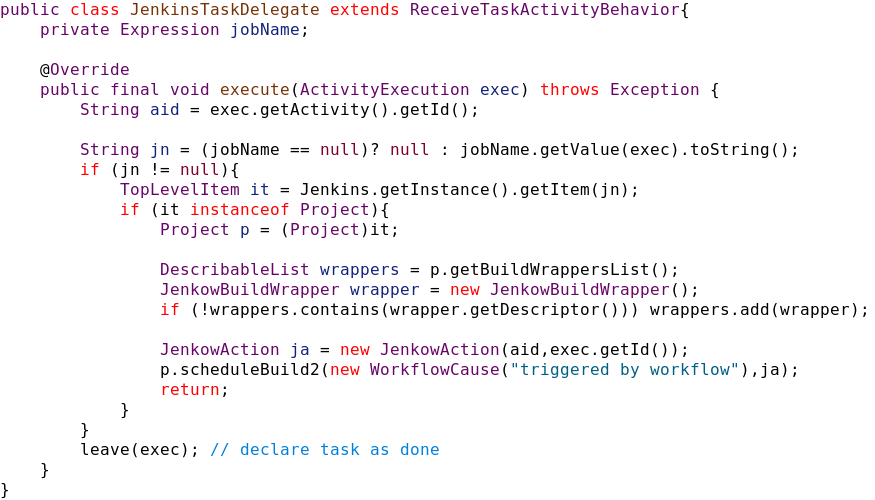 public class JenkinsTaskDelegate extends ReceiveTaskActivityBehavior{
    private Expression jobName;

    @Override
    public final void execute(ActivityExecution exec) throws Exception {
        String aid = exec.getActivity().getId();

        String jn = (jobName == null)? null : jobName.getValue(exec).toString();
        if (jn != null){
            TopLevelItem it = Jenkins.getInstance().getItem(jn);
            if (it instanceof Project){
                Project p = (Project)it;

                DescribableList wrappers = p.getBuildWrappersList();
                JenkowBuildWrapper wrapper = new JenkowBuildWrapper();
                if (!wrappers.contains(wrapper.getDescriptor())) wrappers.add(wrapper);

                JenkowAction ja = new JenkowAction(aid,exec.getId());
                p.scheduleBuild2(new WorkflowCause("triggered by workflow"),ja);
                return;
            }
        }
        leave(exec); // declare task as done
    }
}